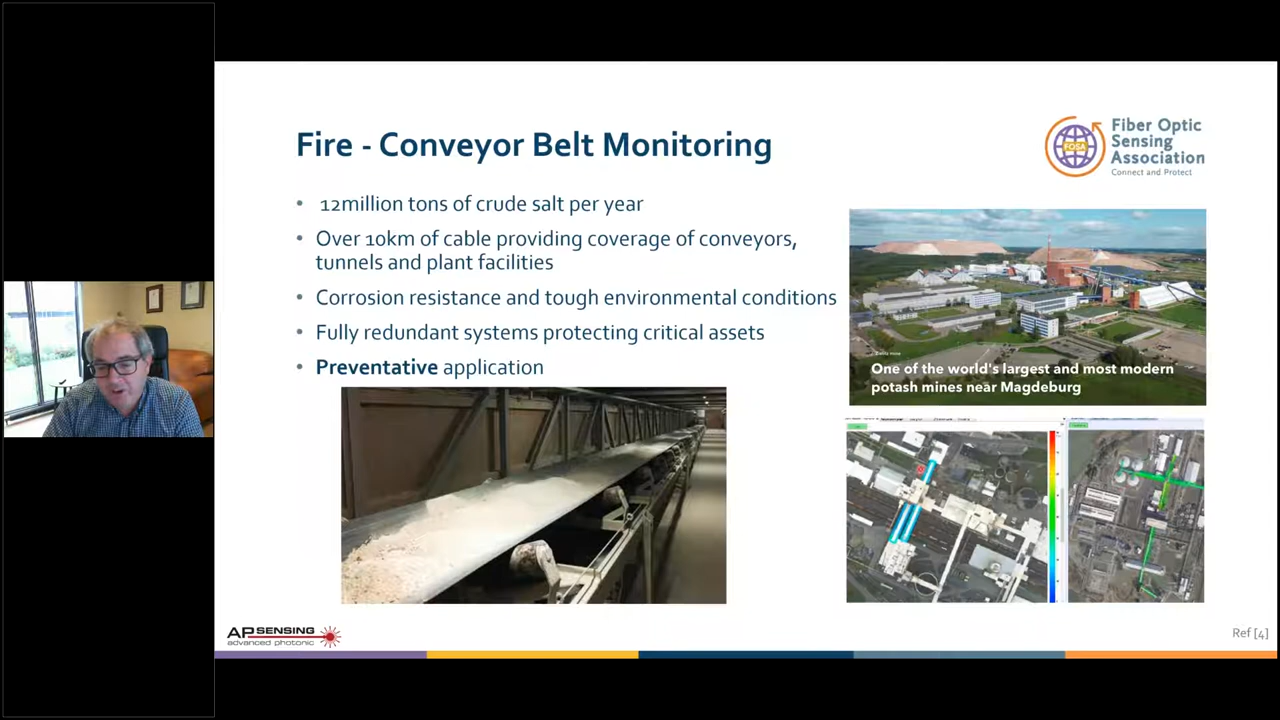 Fire - Conveyor Belt Monitoring
Fiber Optic
Sensing
Association
Connect and Protect
FOSA
• 12million tons of crude salt per year
• Over 10km of cable providing coverage of conveyors,
tunnels and plant facilities
• Corrosion resistance and tough environmental conditions
• Fully redundant systems protecting critical assets
• Preventative application
One of the world's largest and most modern
potash mines near Magdeburg
AP SENSING
advanced photonic
Ref [4]